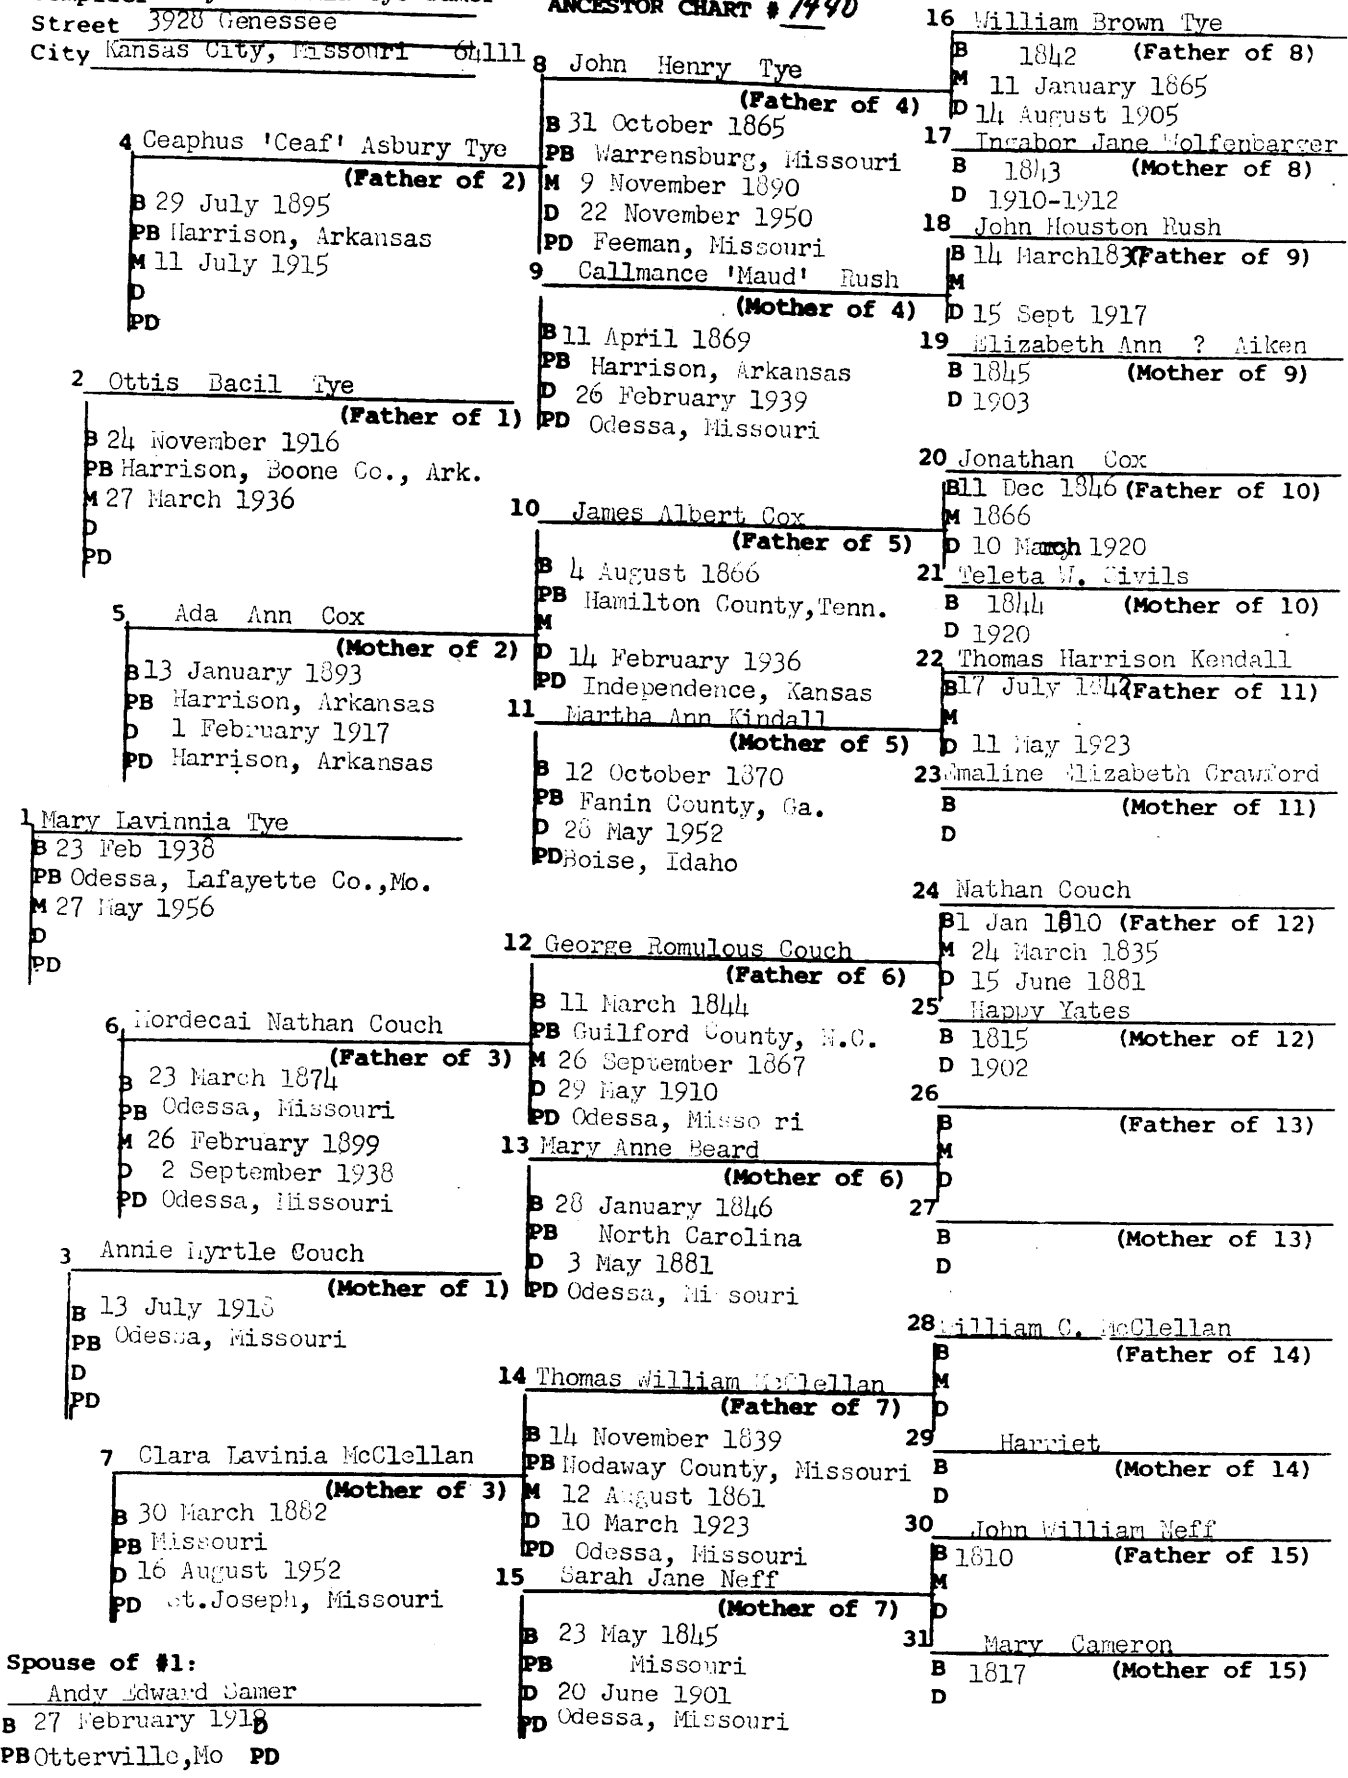 Street 3928 Genessee
City Kansas City, Missouri 64111
ANCESTOR CHART # 1440
16 William Brown Tye
B 1842 (Father of 8)
M 11 January 1865
D 14 August 1905
17 Ingabor Jane Wolfenbarger
B 1843 (Mother of 8)
D 1910-1912
8 John Henry Tye
(Father of 4)
B 31 October 1865
PB Warrensburg, Missouri
M 9 November 1890
D 22 November 1950
PD Feeman, Missouri
4 Ceaphus 'Ceaf' Asbury Tye
(Father of 2)
B 29 July 1895
PB Harrison, Arkansas
M 11 July 1915
D
PD
18 John Houston Rush
B 14 March 1837 (Father of 9)
M
D 15 Sept 1917
19 Elizabeth Ann ? Aiken
B 1845 (Mother of 9)
D 1903
9 Callmance 'Maud' Rush
(Mother of 4)
B 11 April 1869
PB Harrison, Arkansas
D 26 February 1939
PD Odessa, Missouri
2 Ottis Bacil Tye
(Father of 1)
B 24 November 1916
PB Harrison, Boone Co., Ark.
M 27 March 1936
D
PD
20 Jonathan Cox
B 11 Dec 1846 (Father of 10)
M 1866
D 10 March 1920
21 Teleta W. Civils
B 1844 (Mother of 10)
D 1920
10 James Albert Cox
(Father of 5)
B 4 August 1866
PB Hamilton County,Tenn.
M
D 14 February 1936
PD Independence, Kansas
5 Ada Ann Cox
(Mother of 2)
B 13 January 1893
PB Harrison, Arkansas
D 1 February 1917
PD Harrison, Arkansas
22 Thomas Harrison Kendall
B 17 July 1842 (Father of 11)
M
D 11 May 1923
23 Emaline Elizabeth Crawford
B (Mother of 11)
D
11 Martha Ann Kindall
(Mother of 5)
B 12 October 1870
PB Fanin County, Ga.
D 28 May 1952
PD Boise, Idaho
1 Mary Lavinnia Tye
B 23 Feb 1938
PB Odessa, Lafayette Co.,Mo.
M 27 May 1956
D
PD
24 Nathan Couch
B 1 Jan 1810 (Father of 12)
M 24 March 1835
D 15 June 1881
25 Happy Yates
B 1815 (Mother of 12)
D 1902
12 George Romulous Couch
(Father of 6)
B 11 March 1844
PB Guilford County, N.C.
M 26 September 1867
D 29 May 1910
PD Odessa, Misso ri
6 Mordecai Nathan Couch
(Father of 3)
B 23 March 1874
PB Odessa, Missouri
M 26 February 1899
D 2 September 1938
PD Odessa, Missouri
26
B (Father of 13)
M
D
27
B (Mother of 13)
D
13 Mary Anne Beard
(Mother of 6)
B 28 January 1846
PB North Carolina
D 3 May 1881
PD Odessa, Mi souri
3 Annie Myrtle Couch
(Mother of 1)
B 13 July 1918
PB Odessa, Missouri
D
PD
28 William C. McClellan
B (Father of 14)
M
D
29 Harriet
B (Mother of 14)
D
14 Thomas William McClellan
(Father of 7)
B 14 November 1839
PB Nodaway County, Missouri
M 12 August 1861
D 10 March 1923
PD Odessa, Missouri
7 Clara Lavinia McClellan
(Mother of 3)
B 30 March 1882
PB Missouri
D 16 August 1952
PD St.Joseph, Missouri
30 John William Neff
B 1810 (Father of 15)
M
D
31 Mary Cameron
B 1817 (Mother of 15)
D
15 Sarah Jane Neff
(Mother of 7)
B 23 May 1845
PB Missouri
D 20 June 1901
PD Odessa, Missouri
Spouse of #1:
Andy Edward Samer
B 27 February 1918 D
PB Otterville,Mo PD